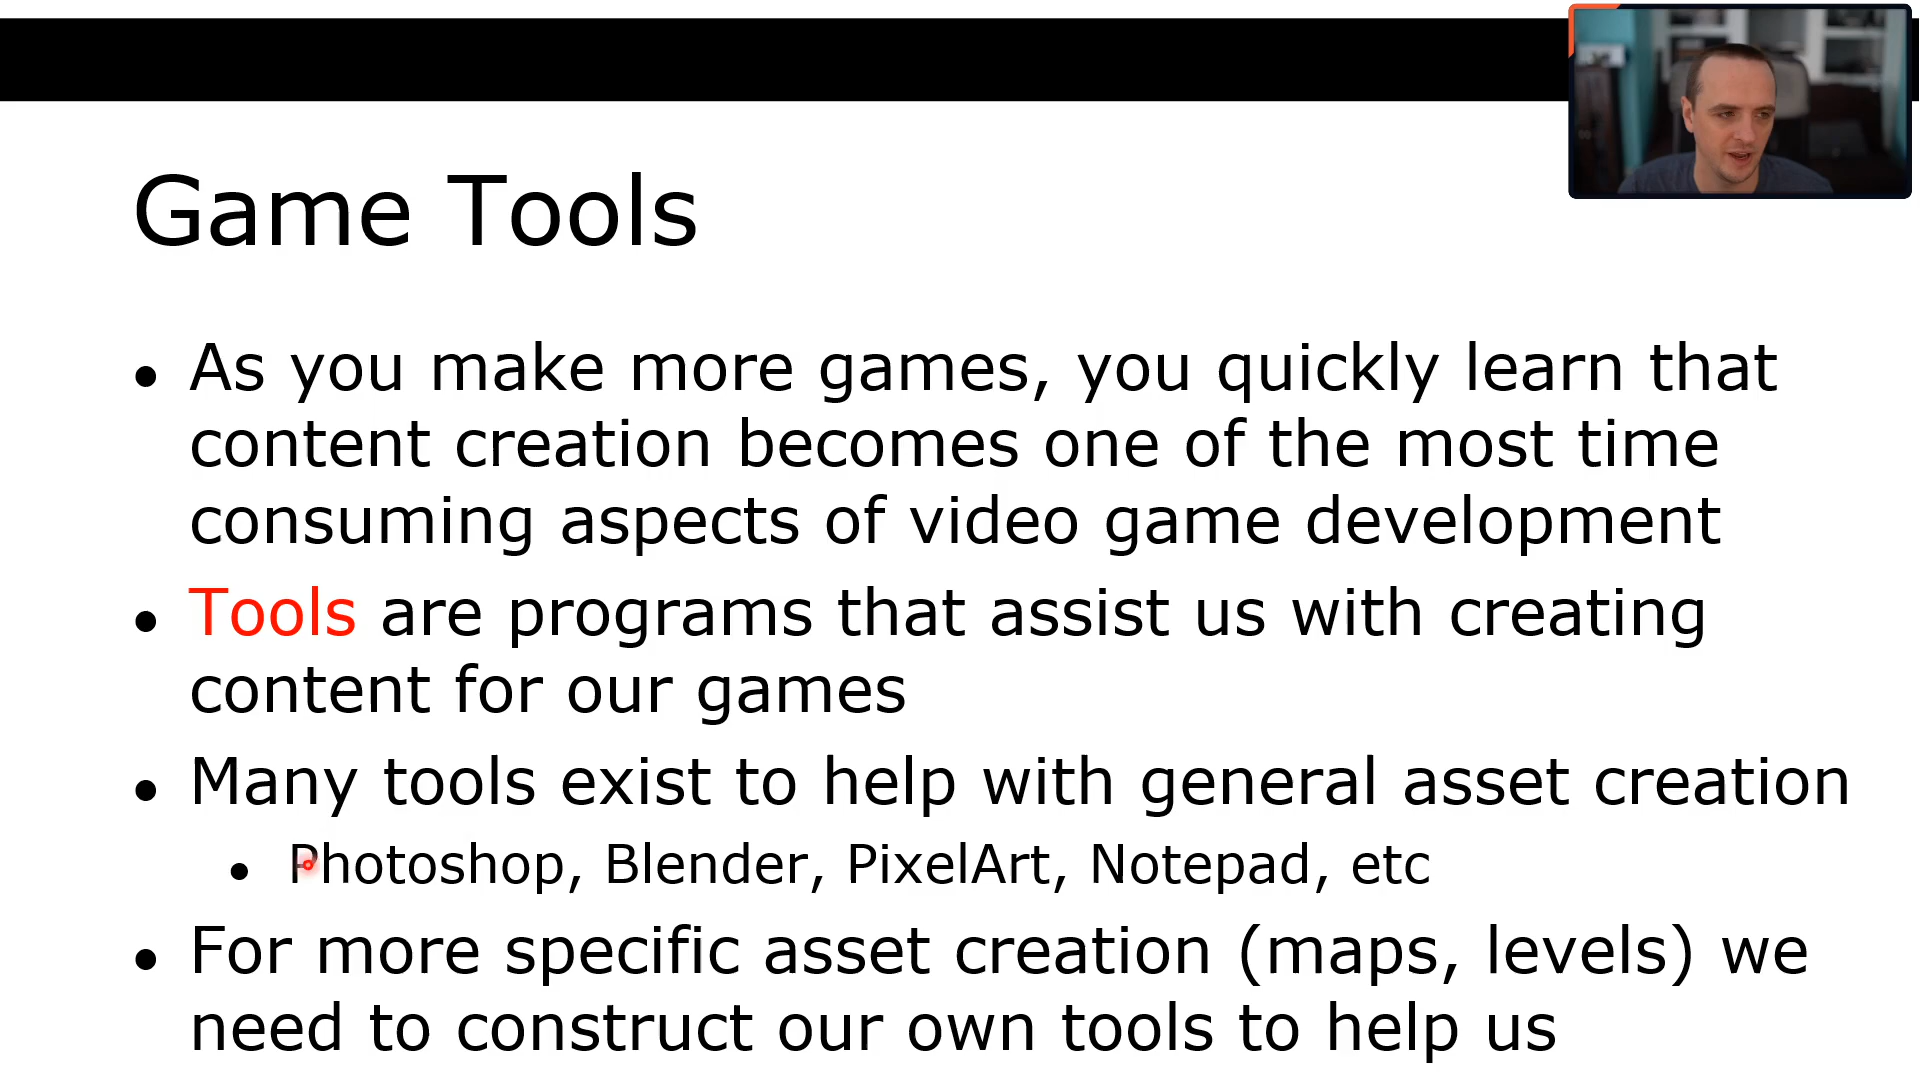 Game Tools
As you make more games, you quickly learn that
content creation becomes one of the most time
consuming aspects of video game development
Tools are programs that assist us with creating
content for our games
Many tools exist to help with general asset creation
Photoshop, Blender, PixelArt, Notepad, etc
For more specific asset creation (maps, levels) we
need to construct our own tools to help us